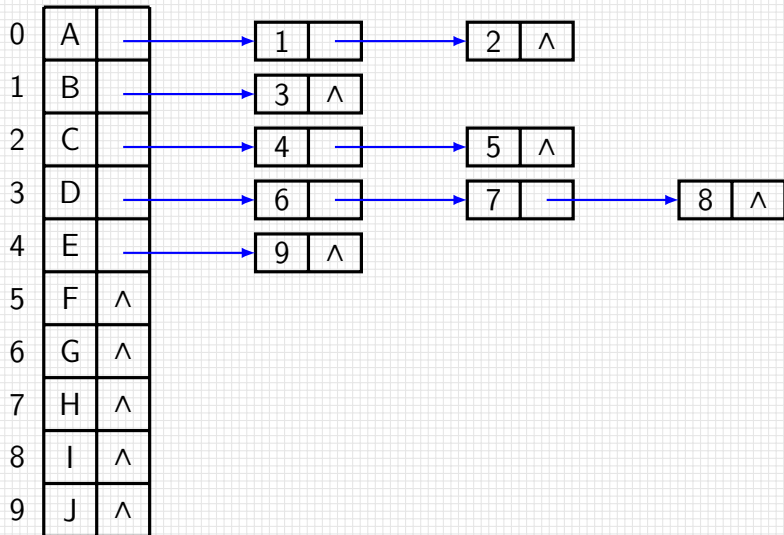 0 A 1 2 ∧
1 B 3 ∧
2 C 4 5 ∧
3 D 6 7 8 ∧
4 E 9 ∧
5 F ∧
6 G ∧
7 H ∧
8 I ∧
9 J ∧